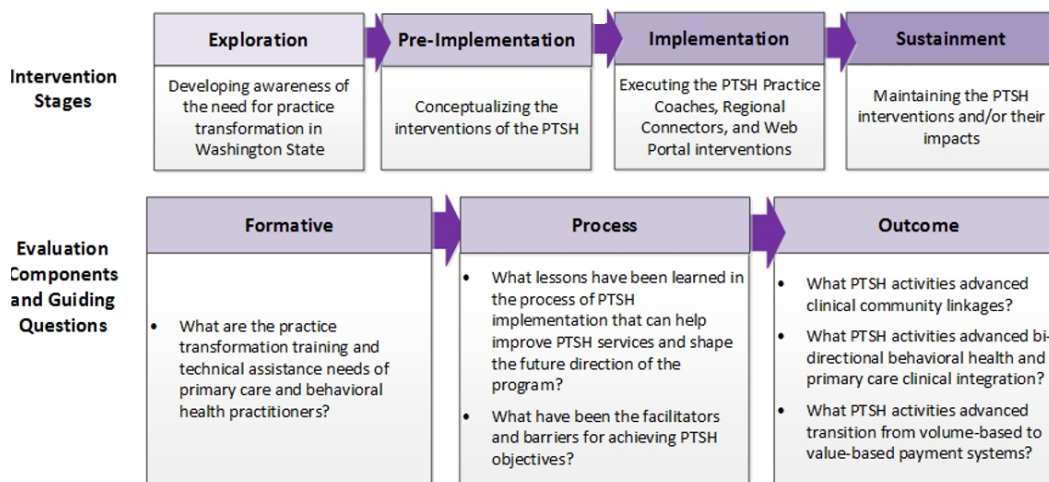 Intervention
Stages
Exploration
Developing awareness of
the need for practice
transformation in
Washington State
Pre-Implementation
Conceptualizing the
interventions of the PTSH
Implementation
Executing the PTSH Practice
Coaches, Regional
Connectors, and Web
Portal interventions
Sustainment
Maintaining the PTSH
interventions and/or their
impacts
Evaluation
Components
and Guiding
Questions
Formative
• What are the practice
transformation training and
technical assistance needs of
primary care and behavioral
health practitioners?
Process
• What lessons have been learned in
the process of PTSH
implementation that can help
improve PTSH services and shape
the future direction of the
program?
• What have been the facilitators
and barriers for achieving PTSH
objectives?
Outcome
• What PTSH activities advanced
clinical community linkages?
• What PTSH activities advanced bi-
directional behavioral health and
primary care clinical integration?
• What PTSH activities advanced
transition from volume-based to
value-based payment systems?